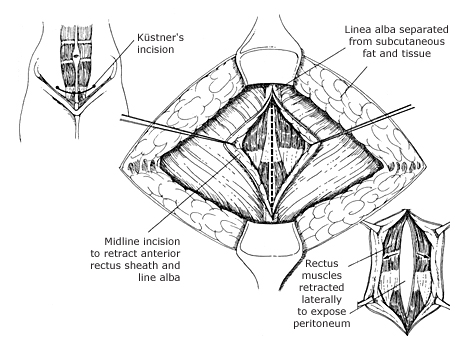 Küstner's
incision
Linea alba separated
from subcutaneous
fat and tissue
Midline incision
to retract anterior
rectus sheath and
line alba
Rectus
muscles
retracted
laterally
to expose
peritoneum